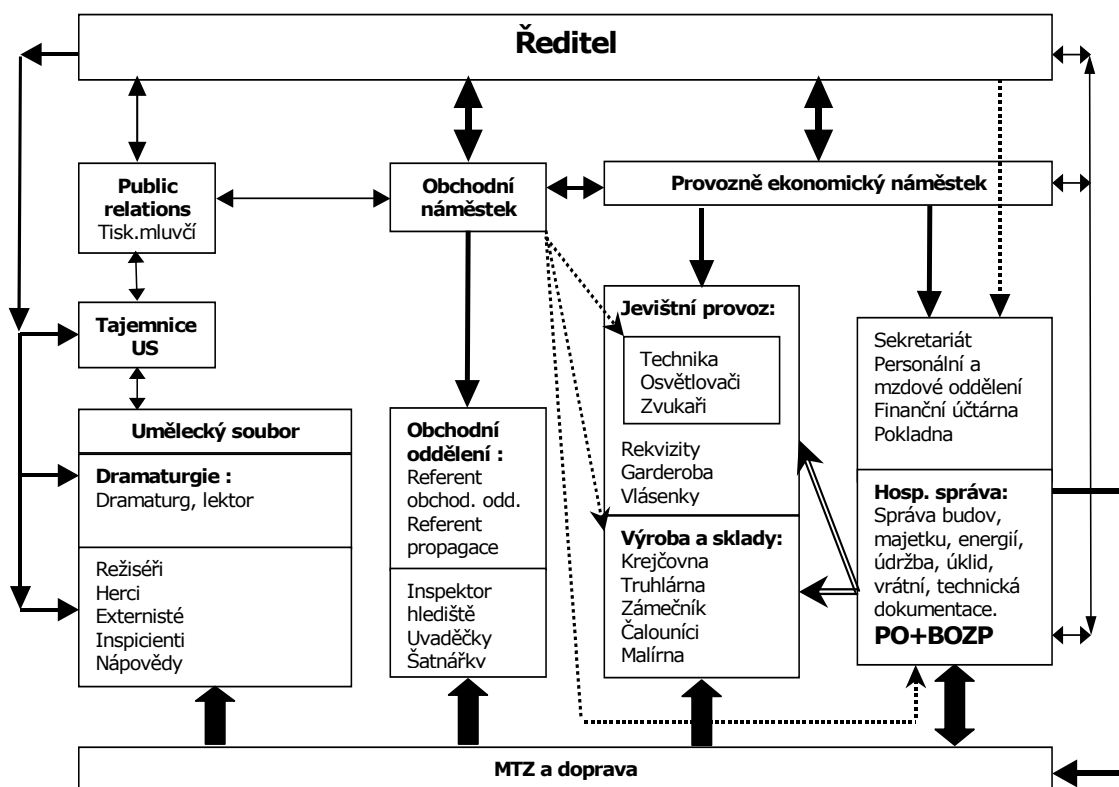 Ředitel
Public
relations
Tisk.mluvčí
Obchodní
náměstek
Provozně ekonomický náměstek
Tajemnice
US
Umělecký soubor
Dramaturgie :
Dramaturg, lektor
Režiséři
Herci
Externisté
Inspicienti
Nápovědy
Obchodní
oddělení :
Referent
obchod. odd.
Referent
propagace
Inspektor
hlediště
Uvaděčky
Šatnářky
Jevištní provoz:
Technika
Osvětlovači
Zvukaři
Rekvizity
Garderoba
Vlásenky
Výroba a sklady:
Krejčovna
Truhlárna
Zámečník
Čalouníci
Malírna
Sekretariát
Personální a
mzdové oddělení
Finanční účtárna
Pokladna
Hosp. správa:
Správa budov,
majetku, energií,
údržba, úklid,
vrátní, technická
dokumentace.
PO+BOZP
MTZ a doprava